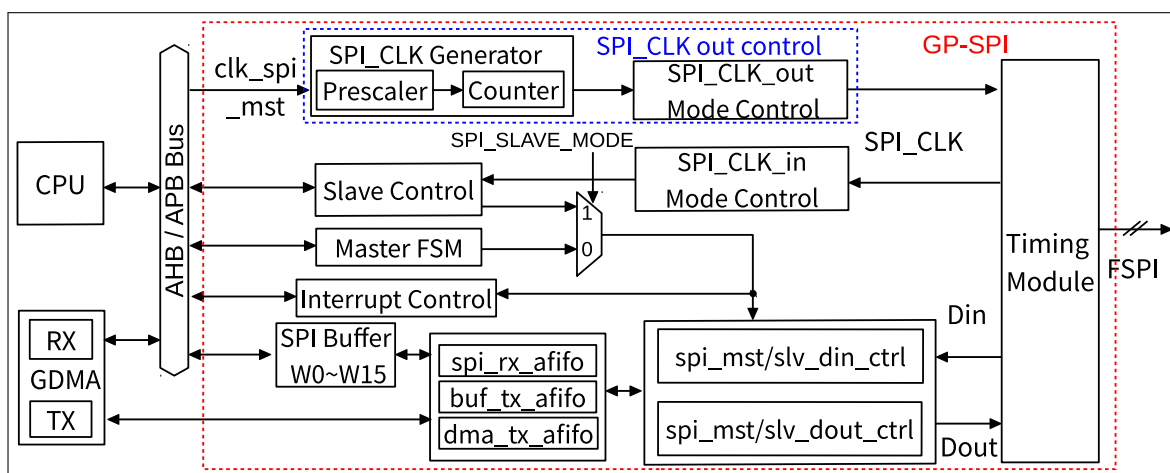 SPI_CLK out control
GP-SPI
SPI_CLK Generator
Prescaler
Counter
clk_spi
_mst
SPI_CLK_out
Mode Control
SPI_SLAVE_MODE
SPI_CLK
CPU
AHB / APB Bus
Slave Control
SPI_CLK_in
Mode Control
1
0
Master FSM
Timing
Module
FSPI
Interrupt Control
Din
RX
GDMA
TX
SPI Buffer
W0~W15
spi_rx_afifo
buf_tx_afifo
dma_tx_afifo
spi_mst/slv_din_ctrl
spi_mst/slv_dout_ctrl
Dout